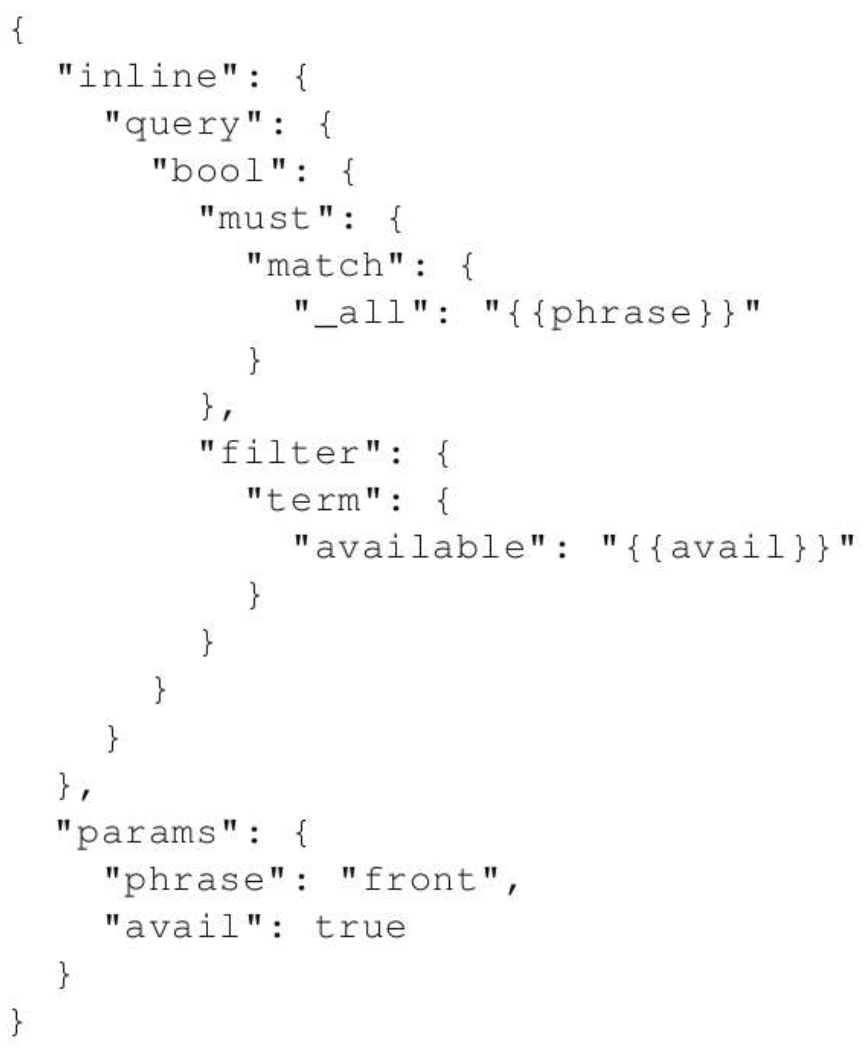 {
  "inline": {
    "query": {
      "bool": {
        "must": {
          "match": {
            "_all": "{{phrase}}"
          }
        },
        "filter": {
          "term": {
            "available": "{{avail}}"
          }
        }
      }
    }
  },
  "params": {
    "phrase": "front",
    "avail": true
  }
}